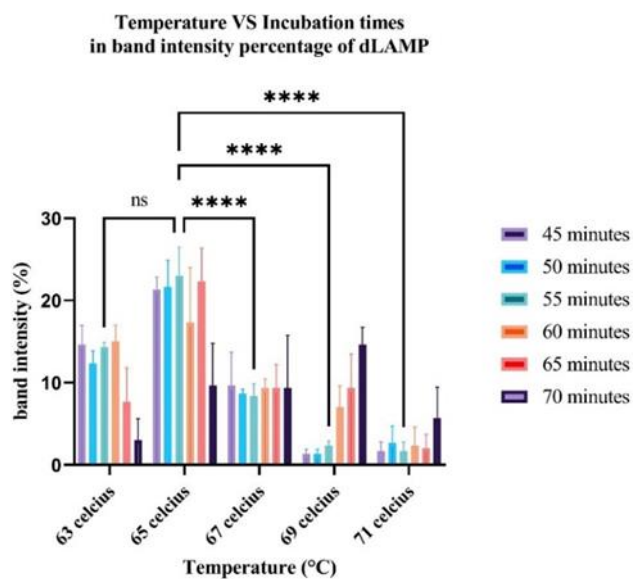 Temperature VS Incubation times
in band intensity percentage of dLAMP
****
****
ns
****
30
20
10
0
band intensity (%)
63 celcius
65 celcius
67 celcius
69 celcius
71 celcius
Temperature (°C)
45 minutes
50 minutes
55 minutes
60 minutes
65 minutes
70 minutes